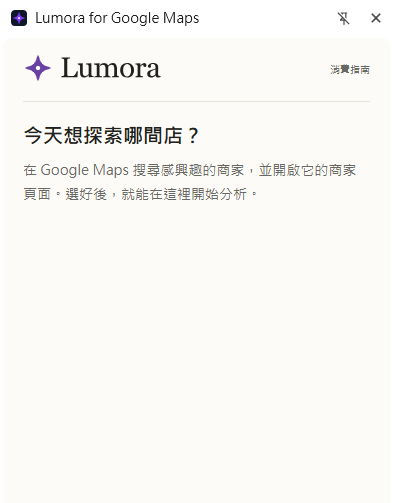 Lumora for Google Maps
Lumora
消費指南
今天想探索哪間店？
在 Google Maps 搜尋感興趣的商家，並開啟它的商家
頁面。選好後，就能在這裡開始分析。